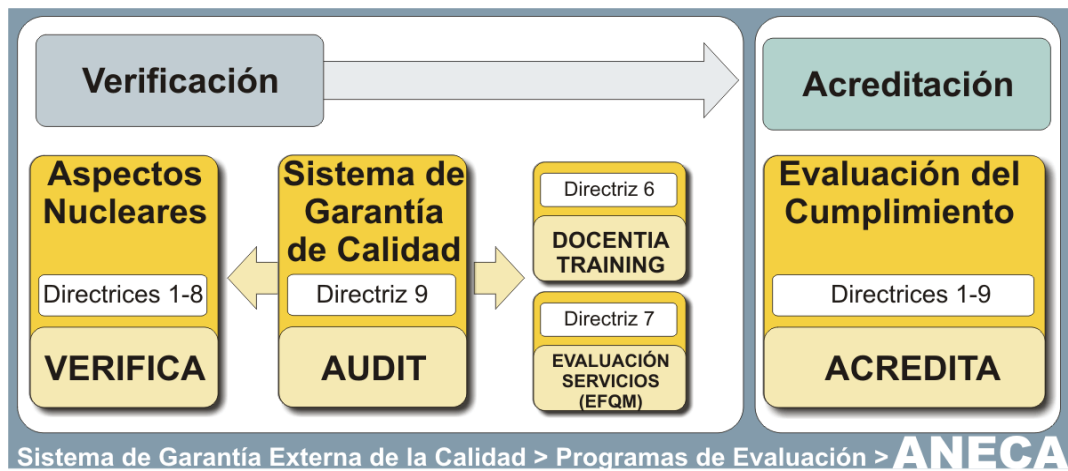 Verificación
Acreditación
Aspectos
Nucleares
Directrices 1-8
VERIFICA
Sistema de
Garantía
de Calidad
Directriz 9
AUDIT
Directriz 6
DOCENTIA
TRAINING
Directriz 7
EVALUACIÓN
SERVICIOS
(EFQM)
Evaluación del
Cumplimiento
Directrices 1-9
ACREDITA
Sistema de Garantía Externa de la Calidad > Programas de Evaluación > ANECA